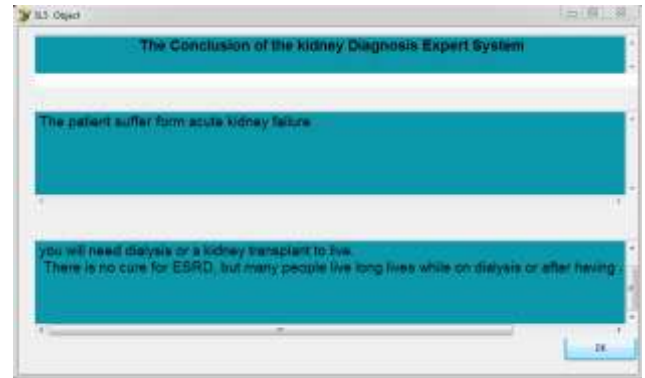 SL5 Object
The Conclusion of the kidney Diagnosis Expert System
The patient suffer form acute kidney failure
you will need dialysis or a kidney transplant to live.
There is no cure for ESRD, but many people live long lives while on dialysis or after having
OK